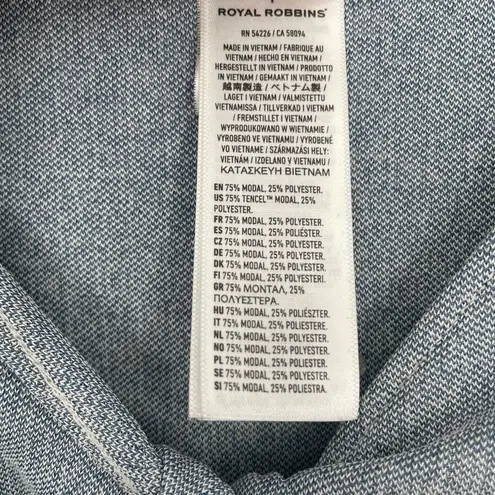 ROYAL ROBBINS®
RN 54226 / CA 58094
MADE IN VIETNAM / FABRIQUE AU
VIETNAM / HECHO EN VIETNAM /
HERGESTELLT IN VIETNAM / PRODOTTO
IN VIETNAM / GEMAAKT IN VIETNAM /
越南製造 / ベトナム製 /
LAGET I VIETNAM / VALMISTETTU
VIETNAMISSA / TILLVERKAD I VIETNAM
/ FREMSTILLET I VIETNAM /
WYPRODUKOWANO W WIETNAMIE /
VYROBENO VE VIETNAMU / VYROBENÉ
VO VIETNAME / SZÁRMAZÁSI HELY:
VIETNÁM / IZDELANO V VIETNAMU /
ΚΑΤΑΣΚΕΥΗ ΒΙΕΤΝΑΜ
EN 75% MODAL, 25% POLYESTER.
US 75% TENCEL™ MODAL, 25%
POLYESTER.
FR 75% MODAL, 25% POLYESTER.
ES 75% MODAL, 25% POLIÉSTER.
CZ 75% MODAL, 25% POLYESTER.
DE 75% MODAL, 25% POLYESTER.
DK 75% MODAL, 25% POLYESTER.
FI 75% MODAL, 25% POLYESTERI.
GR 75% ΜΟΝΤΑΛ, 25%
ΠΟΛΥΕΣΤΕΡΑ.
HU 75% MODAL, 25% POLIÉSZTER.
IT 75% MODAL, 25% POLIESTERE.
NL 75% MODAL, 25% POLYESTER.
NO 75% MODAL, 25% POLYESTER.
PL 75% MODAL, 25% POLYESTER.
SE 75% MODAL, 25% POLYESTER.
SI 75% MODAL, 25% POLIESTRA.